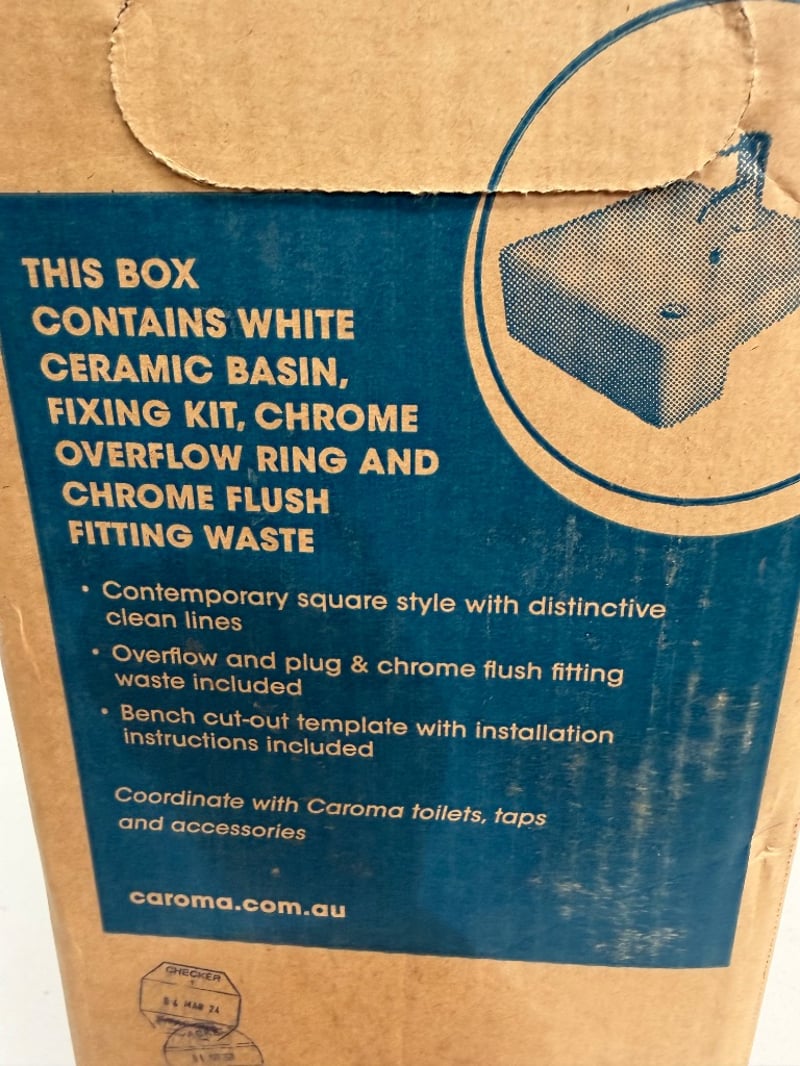 THIS BOX
CONTAINS WHITE
CERAMIC BASIN,
FIXING KIT, CHROME
OVERFLOW RING AND
CHROME FLUSH
FITTING WASTE
• Contemporary square style with distinctive
clean lines
• Overflow and plug & chrome flush fitting
waste included
• Bench cut-out template with installation
instructions included
Coordinate with Caroma toilets, taps
and accessories
caroma.com.au
CHECKER
MAR 24